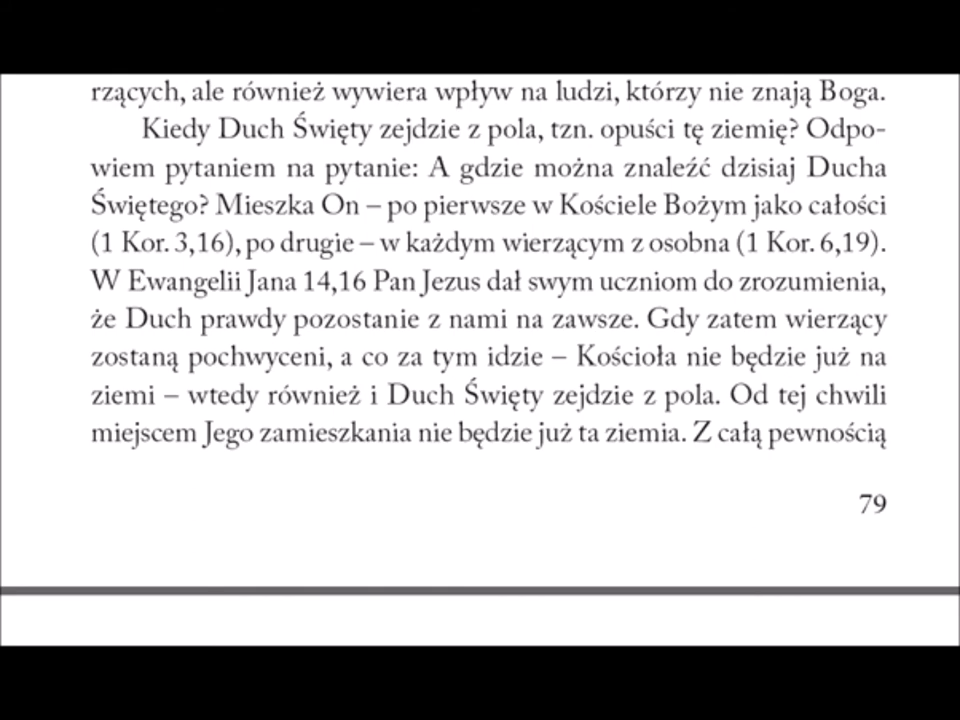 rzących, ale również wywiera wpływ na ludzi, którzy nie znają Boga.
Kiedy Duch Święty zejdzie z pola, tzn. opuści tę ziemię? Odpo-
wiem pytaniem na pytanie: A gdzie można znaleźć dzisiaj Ducha
Świętego? Mieszka On – po pierwsze w Kościele Bożym jako całości
(1 Kor. 3,16), po drugie – w każdym wierzącym z osobna (1 Kor. 6,19).
W Ewangelii Jana 14,16 Pan Jezus dał swym uczniom do zrozumienia,
że Duch prawdy pozostanie z nami na zawsze. Gdy zatem wierzący
zostaną pochwyceni, a co za tym idzie – Kościoła nie będzie już na
ziemi – wtedy również i Duch Święty zejdzie z pola. Od tej chwili
miejscem Jego zamieszkania nie będzie już ta ziemia. Z całą pewnością
79